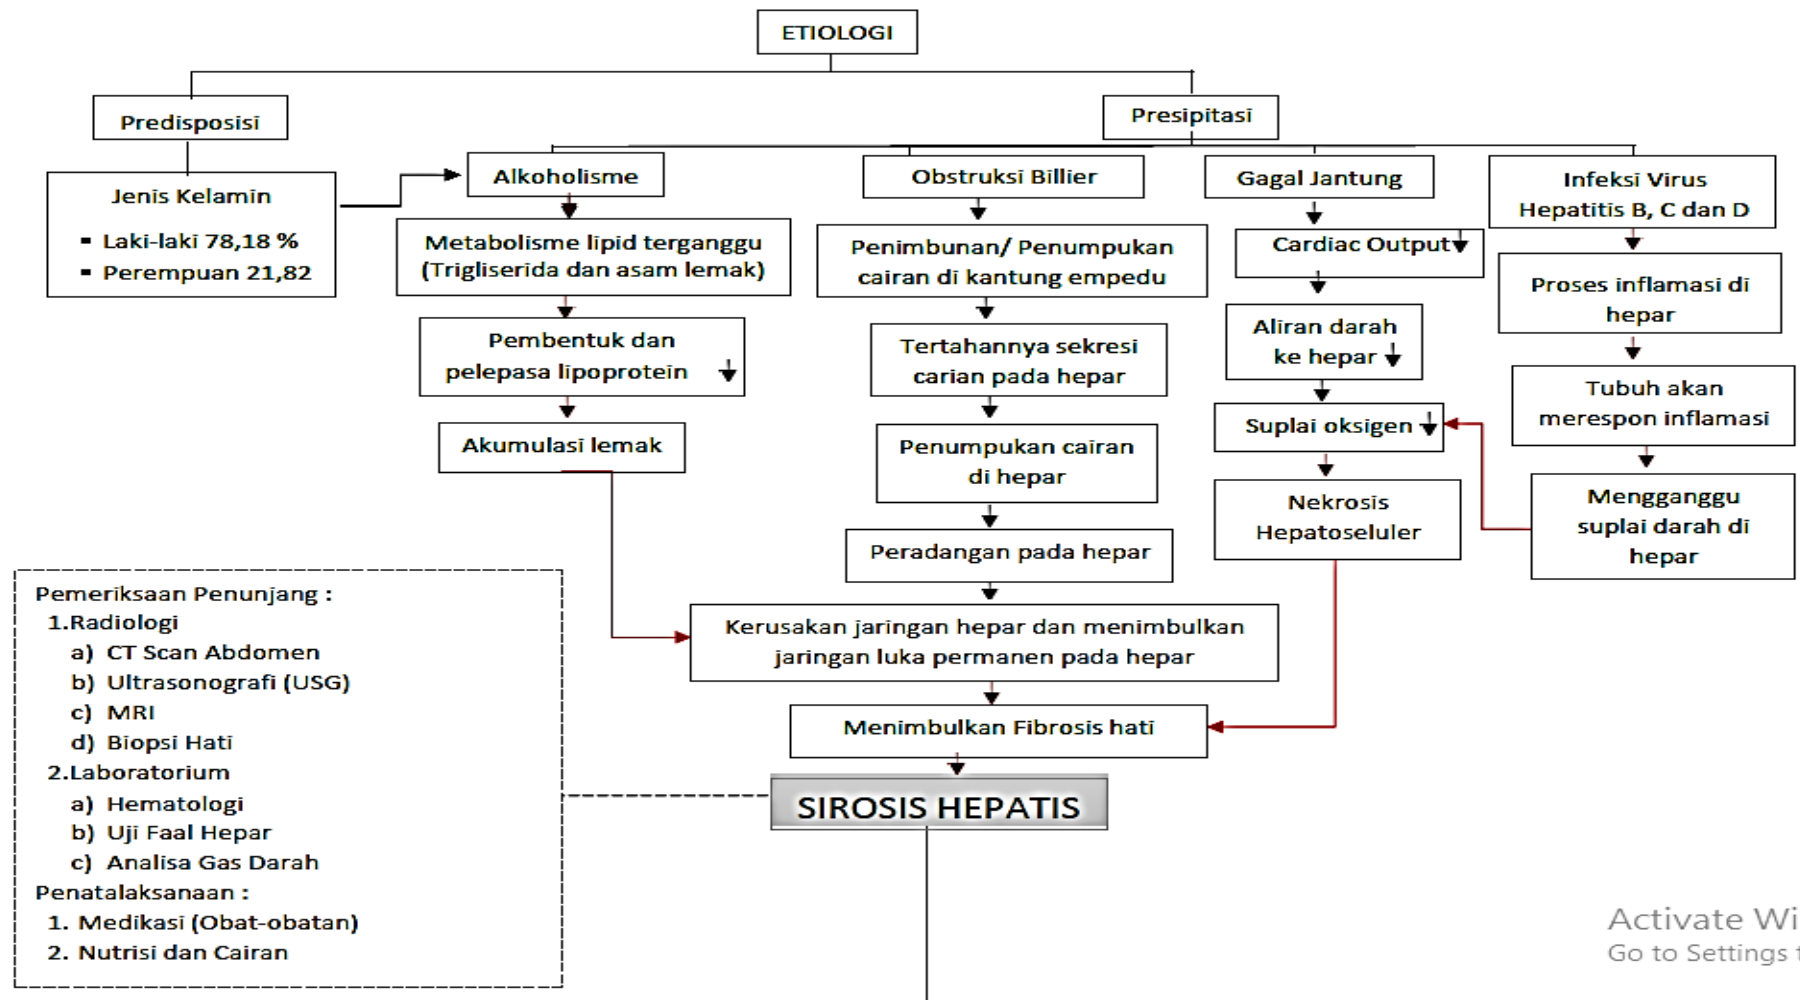 ETIOLOGI
Predisposisi
Presipitasi
Jenis Kelamin
▪ Laki-laki 78,18 %
▪ Perempuan 21,82
Alkoholisme
Metabolisme lipid terganggu
(Trigliserida dan asam lemak)
Pembentuk dan
pelepasa lipoprotein ↓
Akumulasi lemak
Obstruksi Billier
Penimbunan/ Penumpukan
cairan di kantung empedu
Tertahannya sekresi
carian pada hepar
Penumpukan cairan
di hepar
Peradangan pada hepar
Kerusakan jaringan hepar dan menimbulkan
jaringan luka permanen pada hepar
Menimbulkan Fibrosis hati
SIROSIS HEPATIS
Gagal Jantung
Cardiac Output↓
Aliran darah
ke hepar ↓
Suplai oksigen ↓
Nekrosis
Hepatoseluler
Infeksi Virus
Hepatitis B, C dan D
Proses inflamasi di
hepar
Tubuh akan
merespon inflamasi
Mengganggu
suplai darah di
hepar
Pemeriksaan Penunjang :
1.Radiologi
a) CT Scan Abdomen
b) Ultrasonografi (USG)
c) MRI
d) Biopsi Hati
2.Laboratorium
a) Hematologi
b) Uji Faal Hepar
c) Analisa Gas Darah
Penatalaksanaan :
1. Medikasi (Obat-obatan)
2. Nutrisi dan Cairan
Activate Wi
Go to Settings t